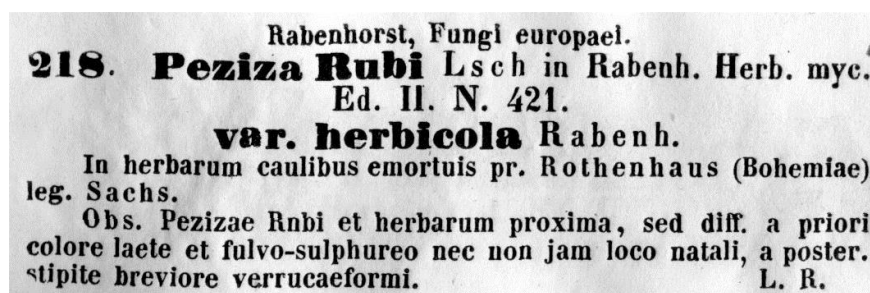 Rabenhorst, Fungi europaei.
218. Peziza Rubi Lsch in Rabenh. Herb. myc.
Ed. II. N. 421.
var. herbicola Rabenh.
In herbarum caulibus emortuis pr. Rothenhaus (Bohemiae)
leg. Sachs.
Obs. Pezizae Rnbi et herbarum proxima, sed diff. a priori
colore laete et fulvo-sulphureo nec non jam loco natali, a poster.
stipite breviore verrucaeformi. L. R.